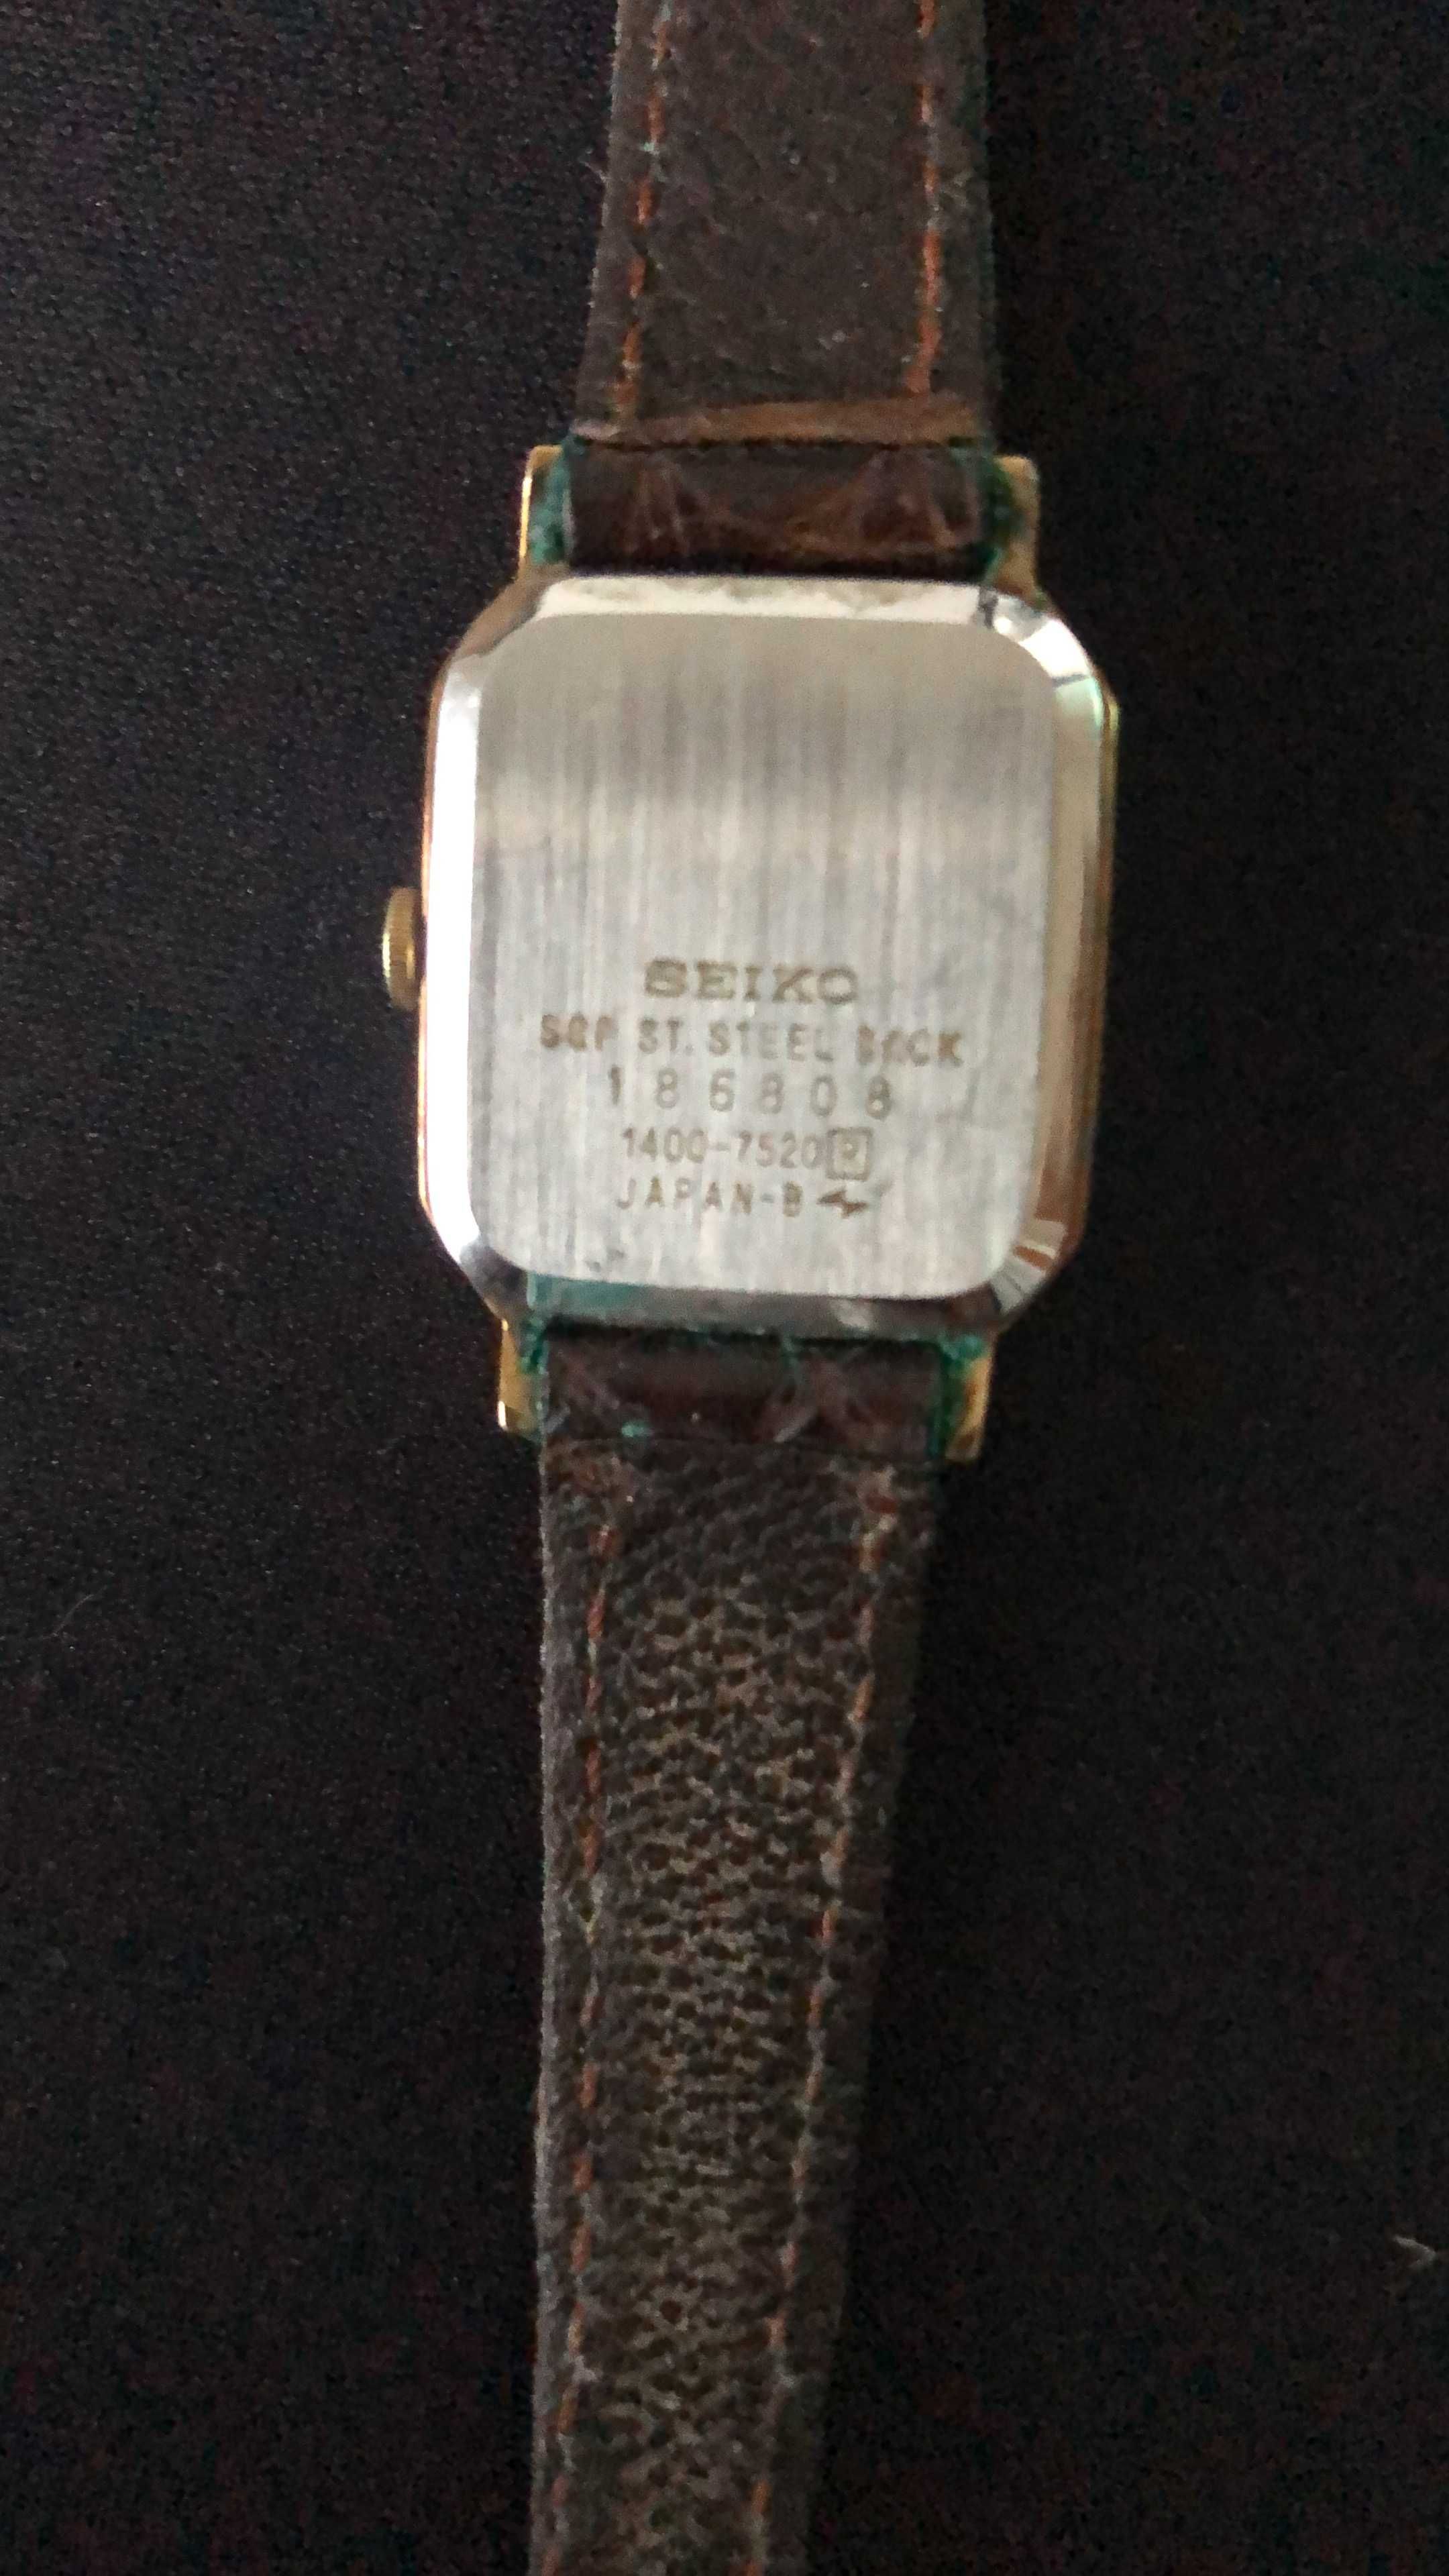 SEIKO
SGP ST. STEEL BACK
186808
1400-7520 R
JAPAN-B